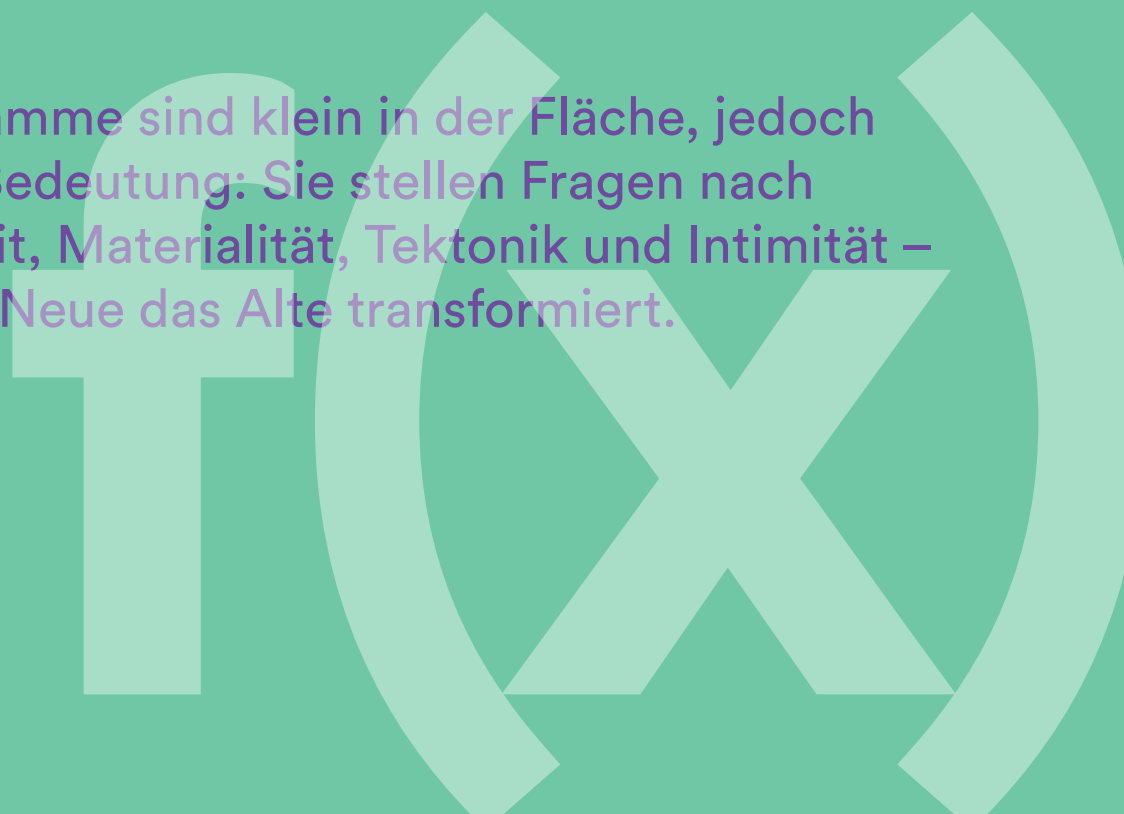 amme sind klein in der Fläche, jedoch
Bedeutung: Sie stellen Fragen nach
it, Materialität, Tektonik und Intimität –
Neue das Alte transformiert.
f(x)